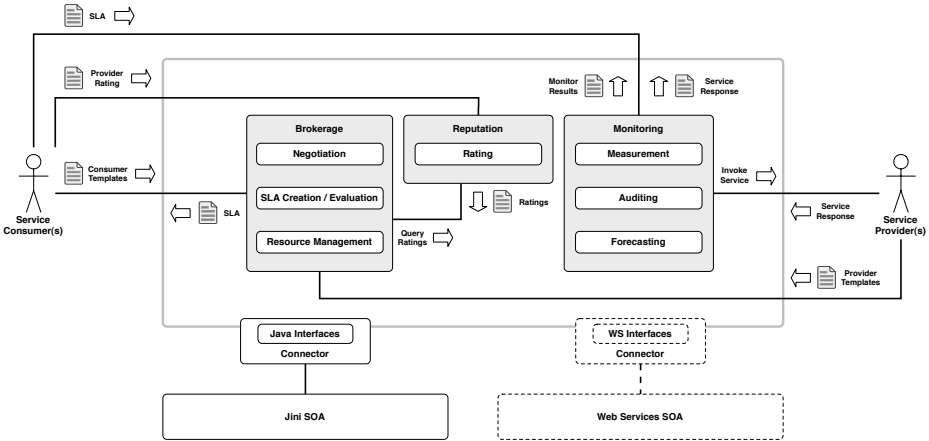 SLA
Provider
Rating
Monitor
Results
Service
Response
Brokerage
Negotiation
SLA Creation / Evaluation
Resource Management
Reputation
Rating
Monitoring
Measurement
Auditing
Forecasting
Consumer
Templates
SLA
Service
Consumer(s)
Ratings
Query
Ratings
Invoke
Service
Service
Response
Service
Provider(s)
Provider
Templates
Java Interfaces
Connector
WS Interfaces
Connector
Jini SOA
Web Services SOA